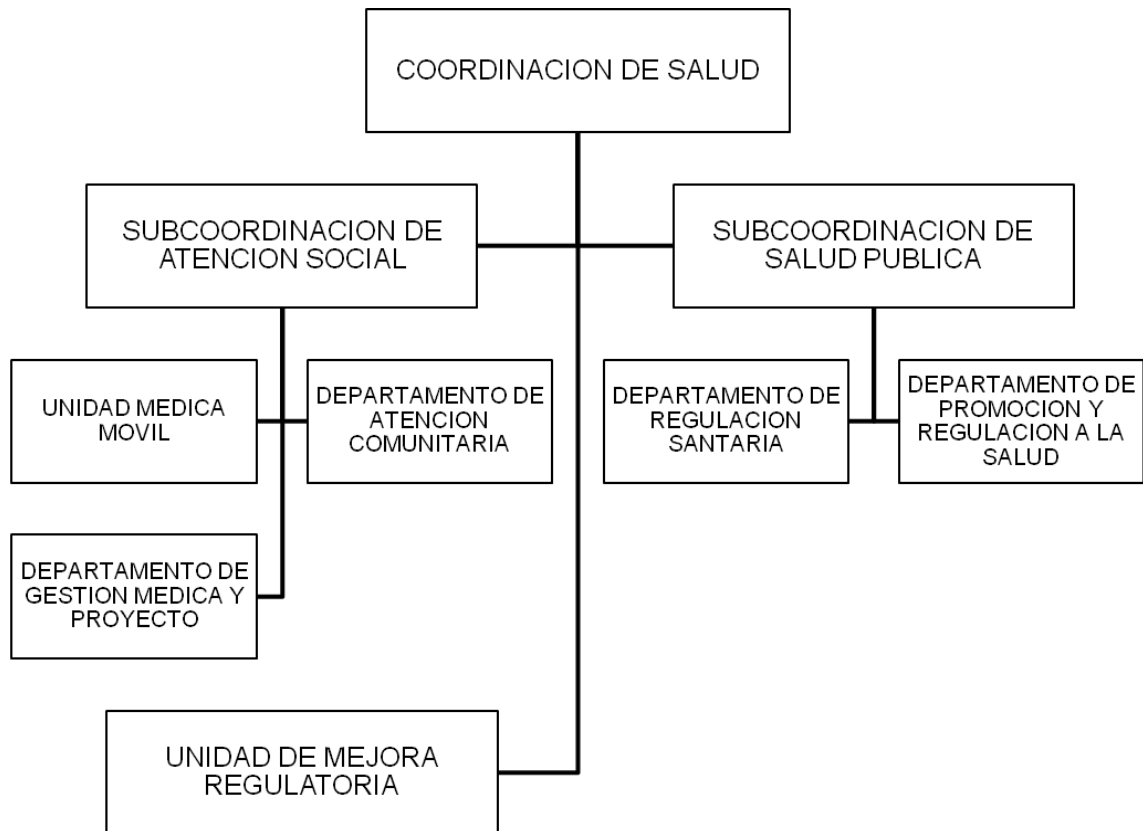 COORDINACION DE SALUD
SUBCOORDINACION DE
ATENCION SOCIAL
SUBCOORDINACION DE
SALUD PUBLICA
UNIDAD MEDICA
MOVIL
DEPARTAMENTO DE
ATENCION
COMUNITARIA
DEPARTAMENTO DE
REGULACION
SANTARIA
DEPARTAMENTO DE
PROMOCION Y
REGULACION A LA
SALUD
DEPARTAMENTO DE
GESTION MEDICA Y
PROYECTO
UNIDAD DE MEJORA
REGULATORIA